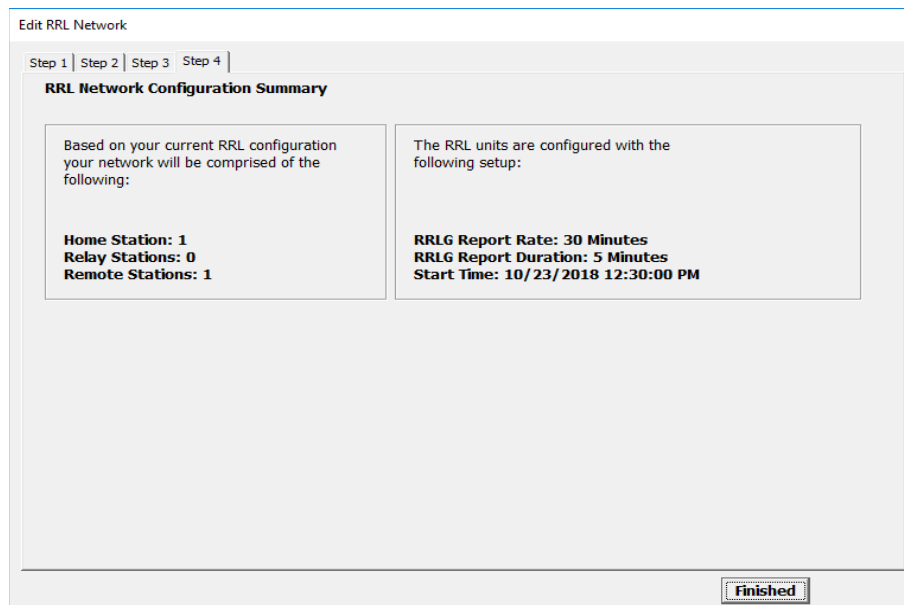 Edit RRL Network
Step 1 Step 2 Step 3 Step 4
RRL Network Configuration Summary
Based on your current RRL configuration
your network will be comprised of the
following:
Home Station: 1
Relay Stations: 0
Remote Stations: 1
The RRL units are configured with the
following setup:
RRLG Report Rate: 30 Minutes
RRLG Report Duration: 5 Minutes
Start Time: 10/23/2018 12:30:00 PM
Finished